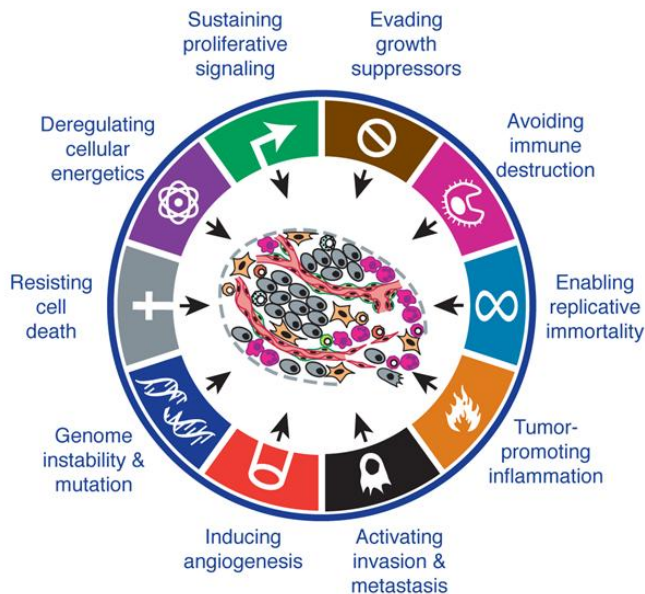 Sustaining
proliferative
signaling
Evading
growth
suppressors
Avoiding
immune
destruction
Enabling
replicative
immortality
Tumor-
promoting
inflammation
Activating
invasion &
metastasis
Inducing
angiogenesis
Genome
instability &
mutation
Resisting
cell
death
Deregulating
cellular
energetics